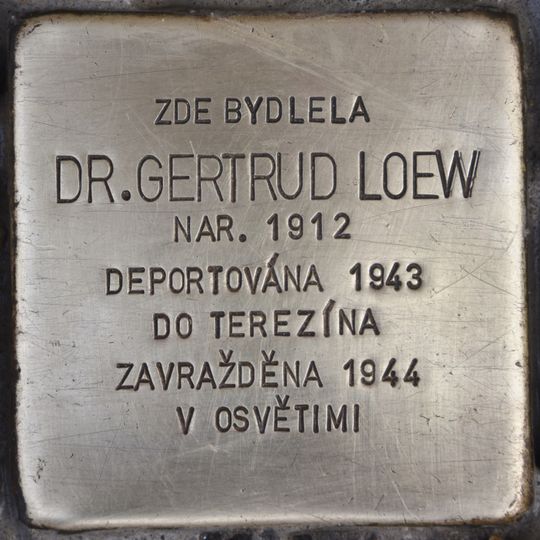 ZDE BYDLELA
DR.GERTRUD LOEW
NAR. 1912
DEPORTOVÁNA 1943
DO TEREZÍNA
ZAVRAŽDĚNA 1944
V OSVĚTIMI